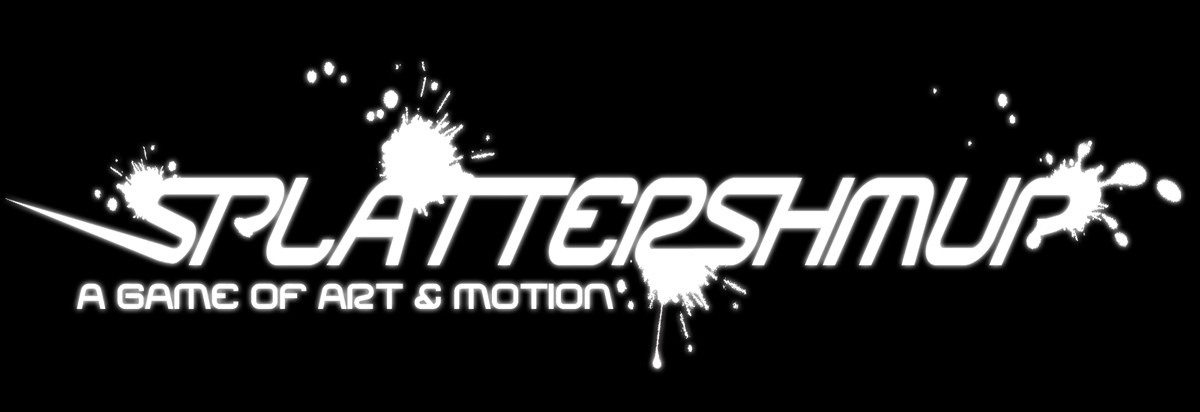 SPLATTERSHMUP
A GAME OF ART & MOTION